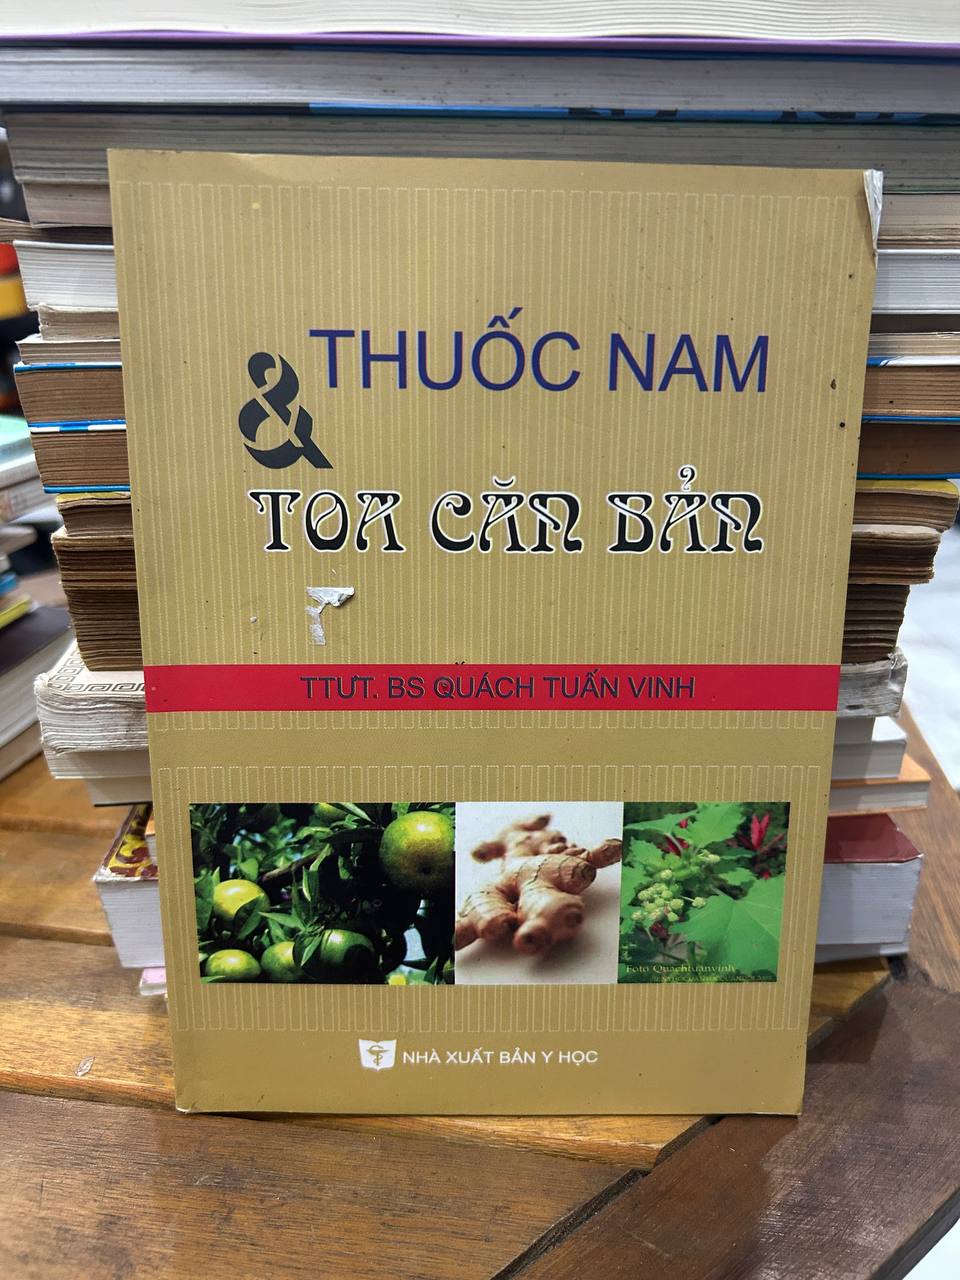 THUỐC NAM
&
TOA CĂN BẢN
TTƯT. BS QUÁCH TUẤN VINH
Foto Quachtuanvinh
NHÀ XUẤT BẢN Y HỌC